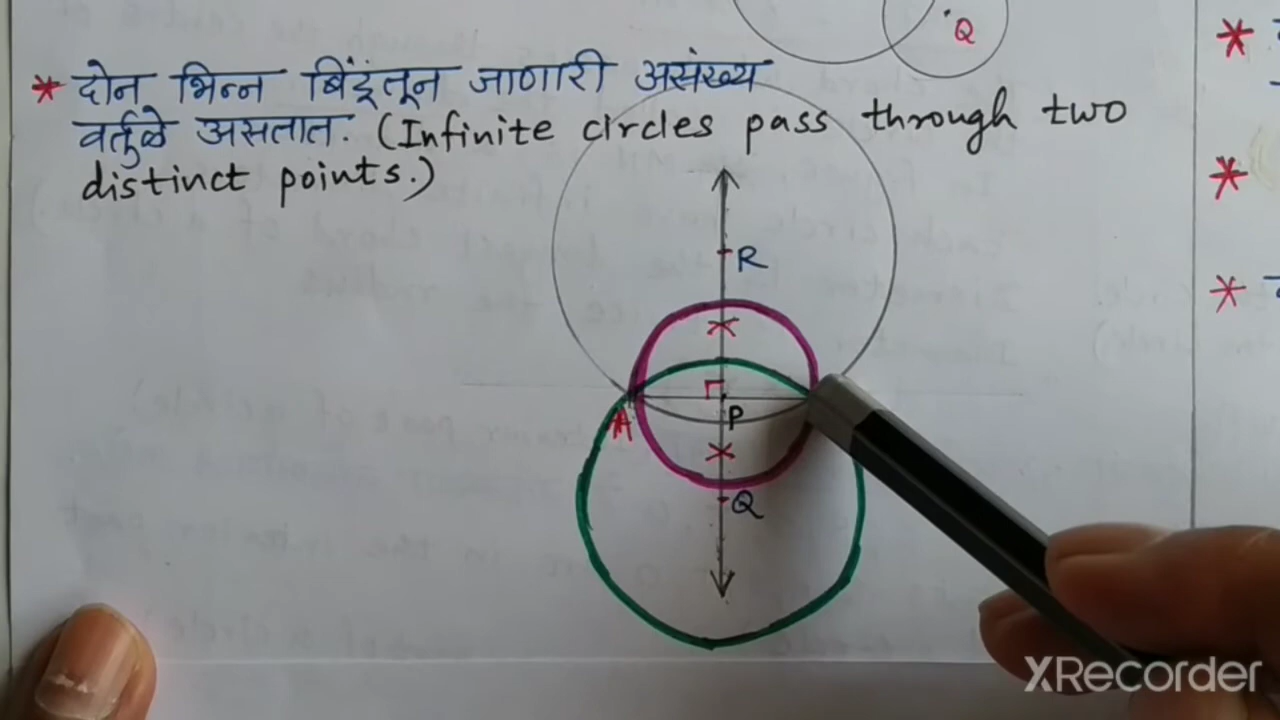 Q
* दोन भिन्न बिंदूंतून जाणारी असंख्य
वर्तुळे असतात. (Infinite circles pass through two
distinct points.)
*
*
*
R
A
P
Q
XRecorder